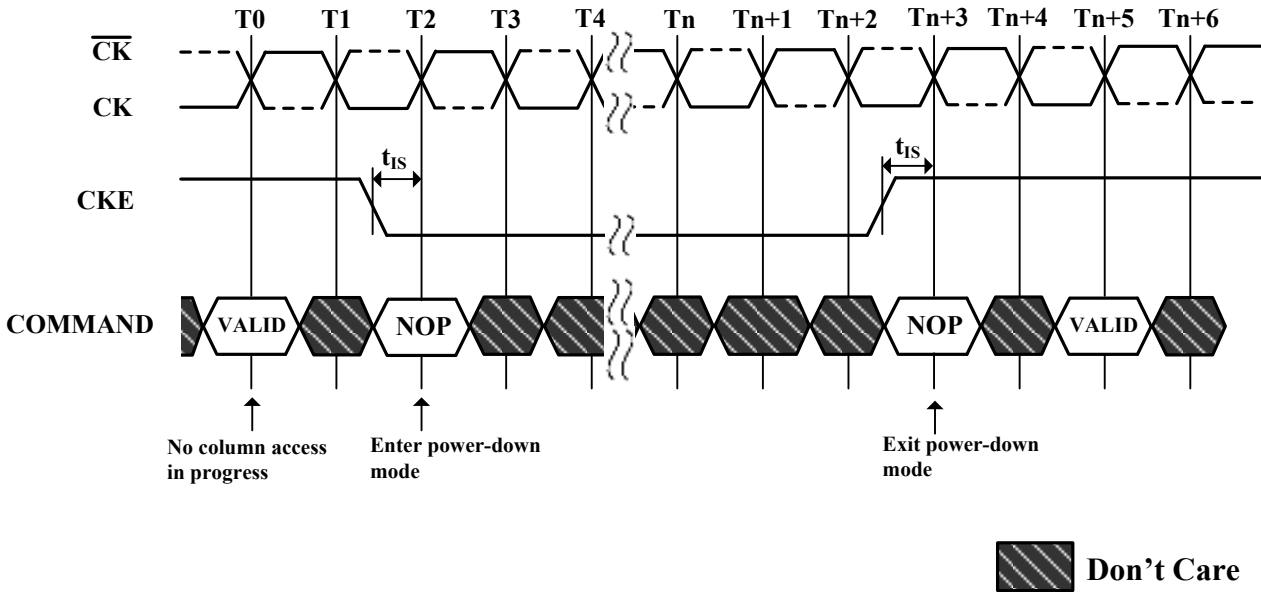 T0 T1 T2 T3 T4 Tn Tn+1 Tn+2 Tn+3 Tn+4 Tn+5 Tn+6
CK
CK
tIS tIS
CKE
COMMAND VALID NOP NOP VALID
No column access
in progress
Enter power-down
mode
Exit power-down
mode
Don't Care